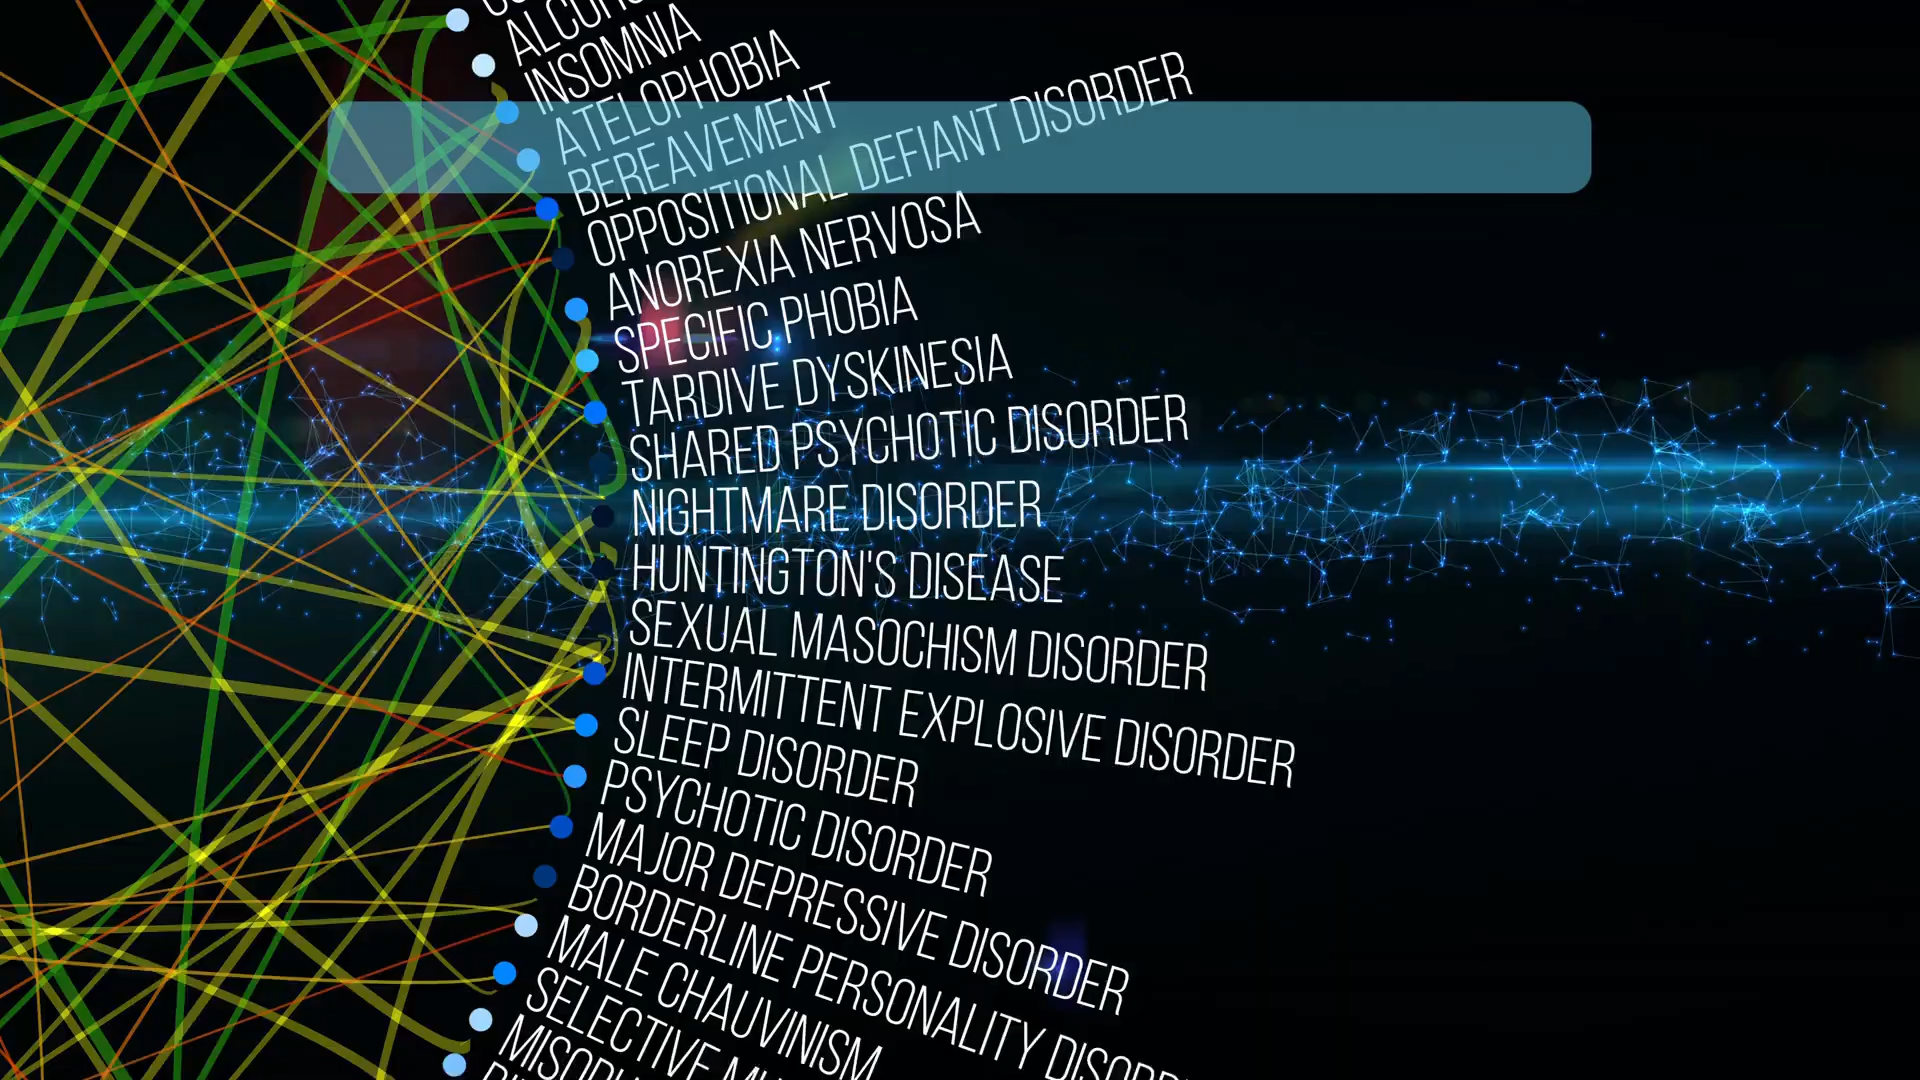 INSOMNIA
ATELOPHOBIA
BEREAVEMENT
OPPOSITIONAL DEFIANT DISORDER
ANOREXIA NERVOSA
SPECIFIC PHOBIA
TARDIVE DYSKINESIA
SHARED PSYCHOTIC DISORDER
NIGHTMARE DISORDER
HUNTINGTON'S DISEASE
SEXUAL MASOCHISM DISORDER
INTERMITTENT EXPLOSIVE DISORDER
SLEEP DISORDER
PSYCHOTIC DISORDER
MAJOR DEPRESSIVE DISORDER
BORDERLINE PERSONALITY
MALE CHAUVINISM
SELECTIVE